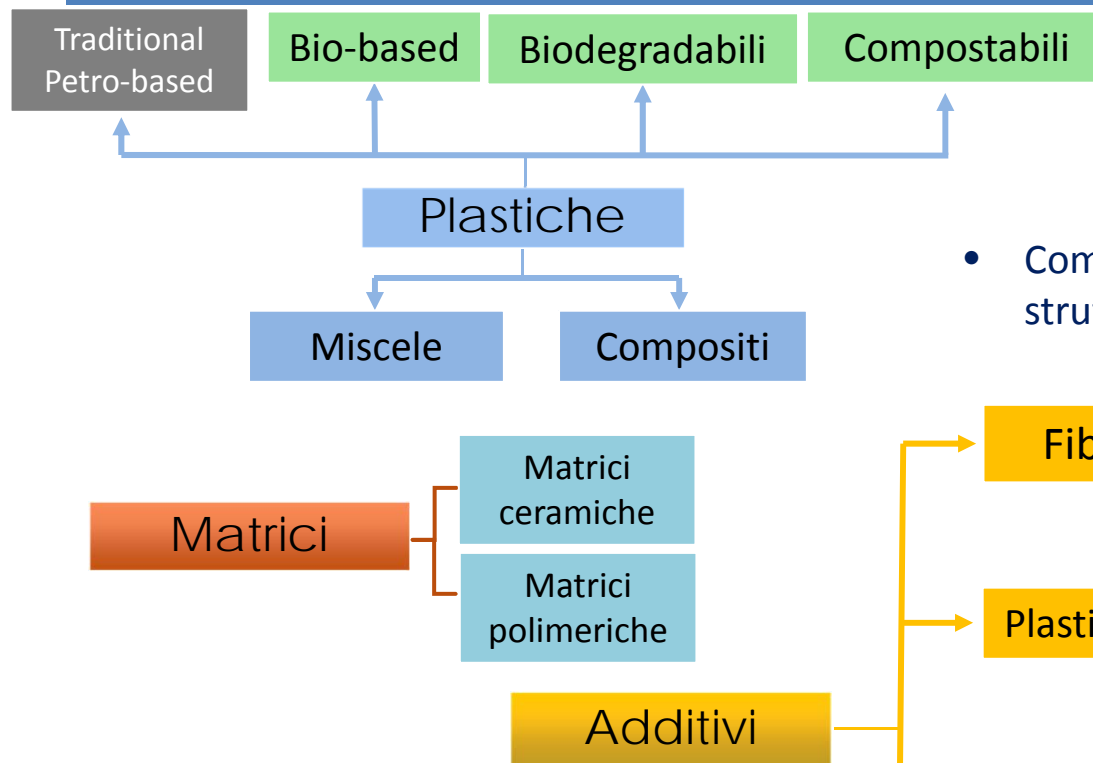 Traditional
Petro-based
Bio-based
Biodegradabili
Compostabili
Plastiche
Miscele
Compositi
Matrici
Matrici
ceramiche
Matrici
polimeriche
Additivi